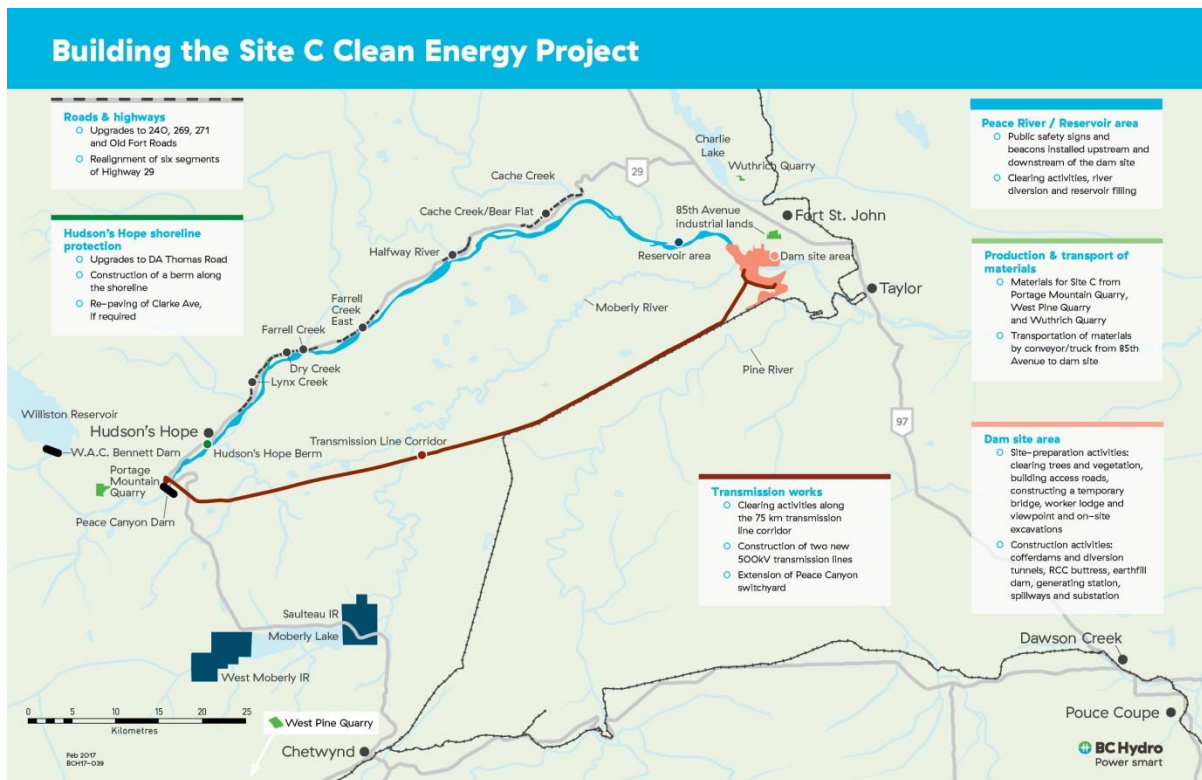 Building the Site C Clean Energy Project
Roads & highways
Upgrades to 240, 269, 271
and Old Fort Roads
Realignment of six segments
of Highway 29
Hudson's Hope shoreline
protection
Upgrades to DA Thomas Road
Construction of a berm along
the shoreline
Re-paving of Clarke Ave,
if required
Peace River / Reservoir area
Public safety signs and
beacons installed upstream and
downstream of the dam site
Clearing activities, river
diversion and reservoir filling
Production & transport of
materials
Materials for Site C from
Portage Mountain Quarry,
West Pine Quarry
and Wuthrich Quarry
Transportation of materials
by conveyor/truck from 85th
Avenue to dam site
Dam site area
Site-preparation activities:
clearing trees and vegetation,
building access roads,
constructing a temporary
bridge, worker lodge and
viewpoint and on-site
excavations
Construction activities:
cofferdams and diversion
tunnels, RCC buttress, earthfill
dam, generating station,
spillways and substation
Transmission works
Clearing activities along
the 75 km transmission
line corridor
Construction of two new
500kV transmission lines
Extension of Peace Canyon
switchyard
Charlie
Lake
Wuthrich Quarry
29
Cache Creek
Cache Creek/Bear Flat
85th Avenue
industrial lands
Fort St. John
Halfway River
Reservoir area
Dam site area
Taylor
Farrell
Creek
East
Moberly River
Farrell Creek
Dry Creek
Lynx Creek
Pine River
Williston Reservoir
Hudson's Hope
W.A.C. Bennett Dam
Hudson's Hope Berm
Transmission Line Corridor
97
Portage
Mountain
Quarry
Peace Canyon Dam
Saulteau IR
Moberly Lake
West Moberly IR
Dawson Creek
0 5 10 15 20 25
Kilometres
West Pine Quarry
Pouce Coupe
Chetwynd
Feb 2017
BCH17-039
BC Hydro
Power smart